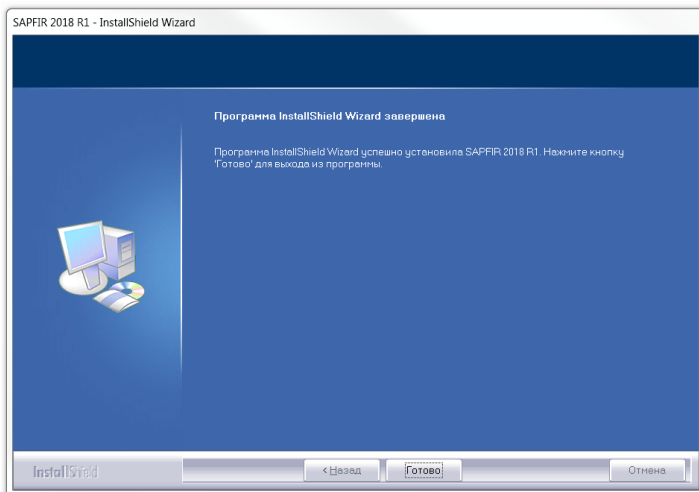 SAPFIR 2018 R1 - InstallShield Wizard
Программа InstallShield Wizard завершена
Программа InstallShield Wizard успешно установила SAPFIR 2018 R1. Нажмите кнопку
'Готово' для выхода из программы.
InstallShield
< Назад
Готово
Отмена